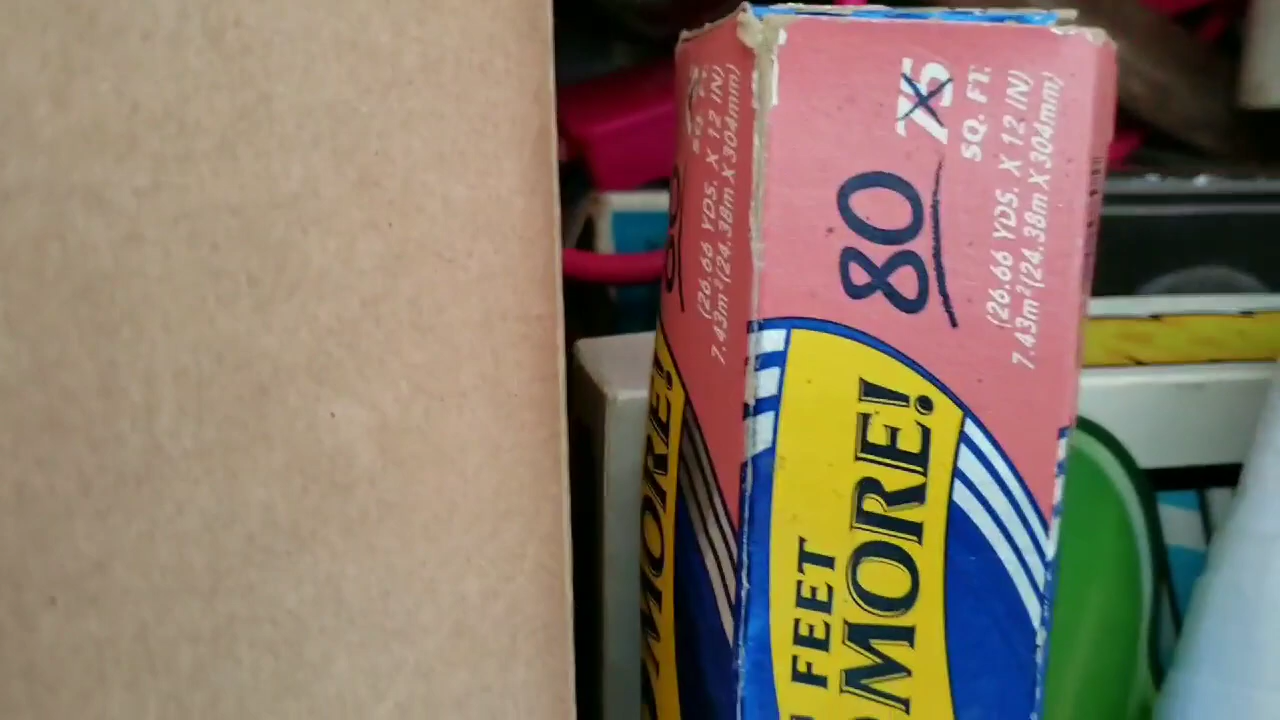 75
80
SQ. FT.
(26.66 YDS. X 12 IN)
7.43m²(24.38m X 304mm)
FEET
MORE!
80
(26.66 YDS. X 12 IN)
7.43m²(24.38m X 304mm)
MORE!